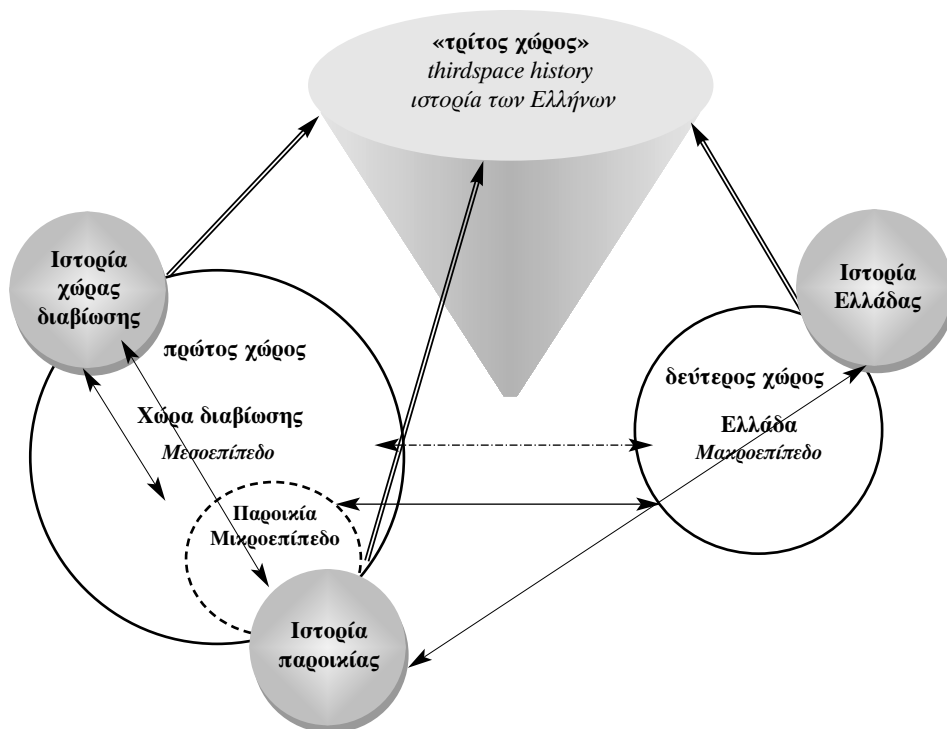 «τρίτος χώρος»
thirdspace history
ιστορία των Ελλήνων
Ιστορία
χώρας
διαβίωσης
Ιστορία
Ελλάδας
πρώτος χώρος
δεύτερος χώρος
Χώρα διαβίωσης
Μεσοεπίπεδο
Ελλάδα
Μακροεπίπεδο
Παροικία
Μικροεπίπεδο
Ιστορία
παροικίας